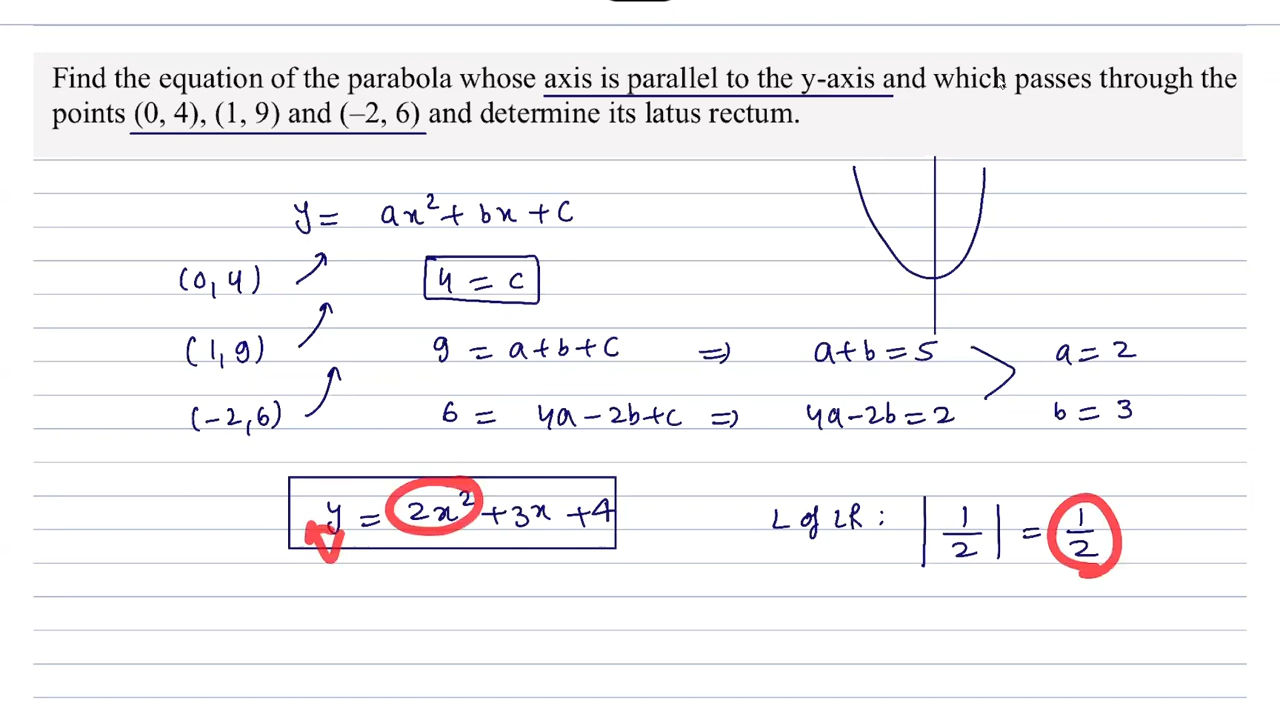 Find the equation of the parabola whose axis is parallel to the y-axis and which passes through the
points (0, 4), (1, 9) and (–2, 6) and determine its latus rectum.
y = ax² + bx + c
(0, 4) 4 = c
(1, 9) 9 = a+b+c ⇒ a+b = 5 a = 2
(-2, 6) 6 = 4a-2b+c ⇒ 4a-2b = 2 b = 3
y = 2x² + 3x + 4 L of LR : |1/2| = 1/2